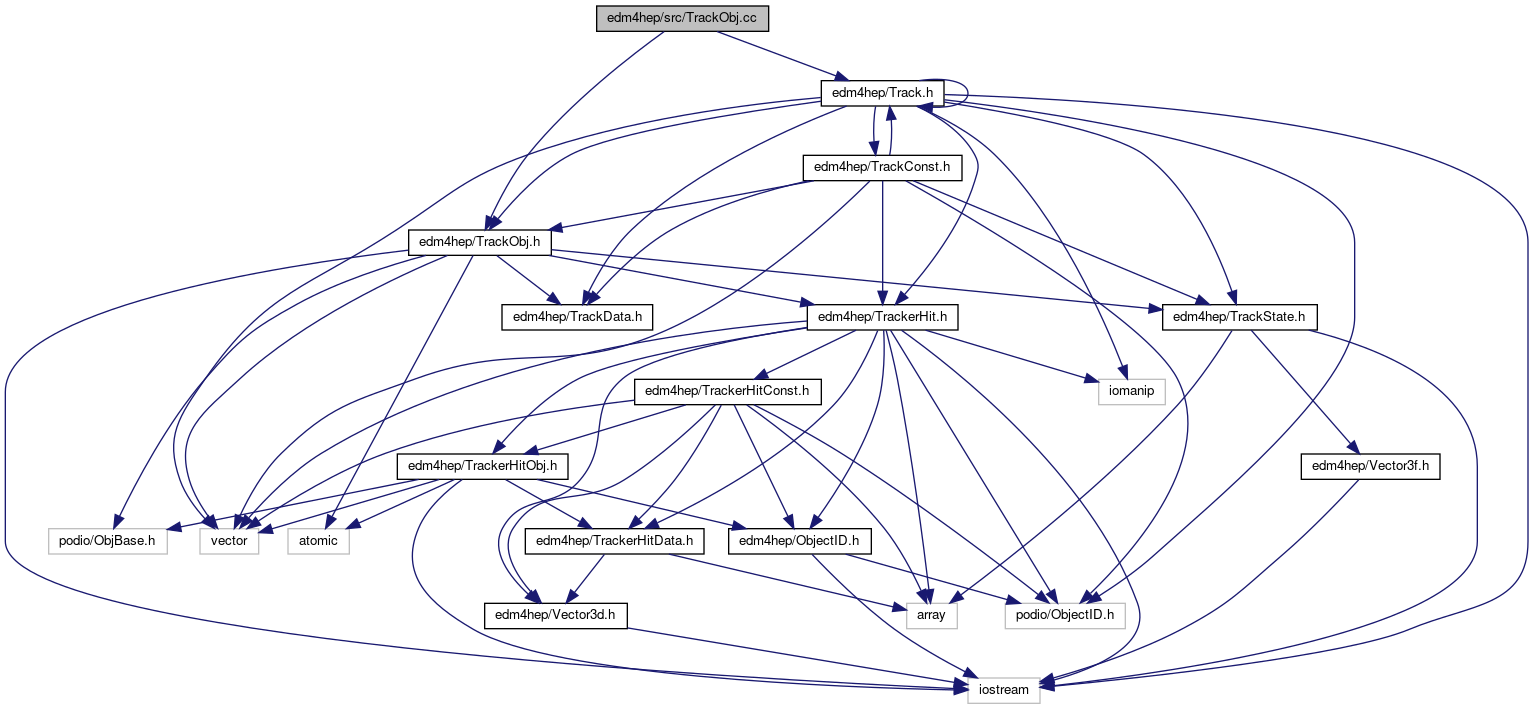 edm4hep/src/TrackObj.cc
edm4hep/Track.h
edm4hep/TrackConst.h
edm4hep/TrackObj.h
edm4hep/TrackData.h
edm4hep/TrackerHit.h
edm4hep/TrackState.h
edm4hep/TrackerHitConst.h
iomanip
edm4hep/TrackerHitObj.h
edm4hep/Vector3f.h
podio/ObjBase.h
vector
atomic
edm4hep/TrackerHitData.h
edm4hep/ObjectID.h
edm4hep/Vector3d.h
array
podio/ObjectID.h
iostream